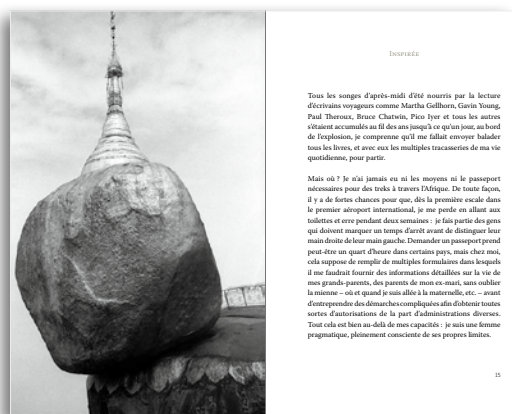 Inspirée
Tous les songes d'après-midi d'été nourris par la lecture
d'écrivains voyageurs comme Martha Gellhorn, Gavin Young,
Paul Theroux, Bruce Chatwin, Pico Iyer et tous les autres
s'étaient accumulés au fil des ans jusqu'à ce qu'un jour, au bord
de l'explosion, je comprenne qu'il me fallait envoyer balader
tous les livres, et avec eux les multiples tracasseries de ma vie
quotidienne, pour partir.
Mais où ? Je n'ai jamais eu ni les moyens ni le passeport
nécessaires pour des treks à travers l'Afrique. De toute façon,
il y a de fortes chances pour que, dès la première escale dans
le premier aéroport international, je me perde en allant aux
toilettes et erre pendant deux semaines : je fais partie des gens
qui doivent marquer un temps d'arrêt avant de distinguer leur
main droite de leur main gauche. Demander un passeport prend
peut-être un quart d'heure dans certains pays, mais chez moi,
cela suppose de remplir de multiples formulaires dans lesquels
il me faudrait fournir des informations détaillées sur la vie de
mes grands-parents, des parents de mon ex-mari, sans oublier
la mienne – où et quand je suis allée à la maternelle, etc. – avant
d'entreprendre des démarches compliquées afin d'obtenir toutes
sortes d'autorisations de la part d'administrations diverses.
Tout cela est bien au-delà de mes capacités : je suis une femme
pragmatique, pleinement consciente de ses propres limites.
15